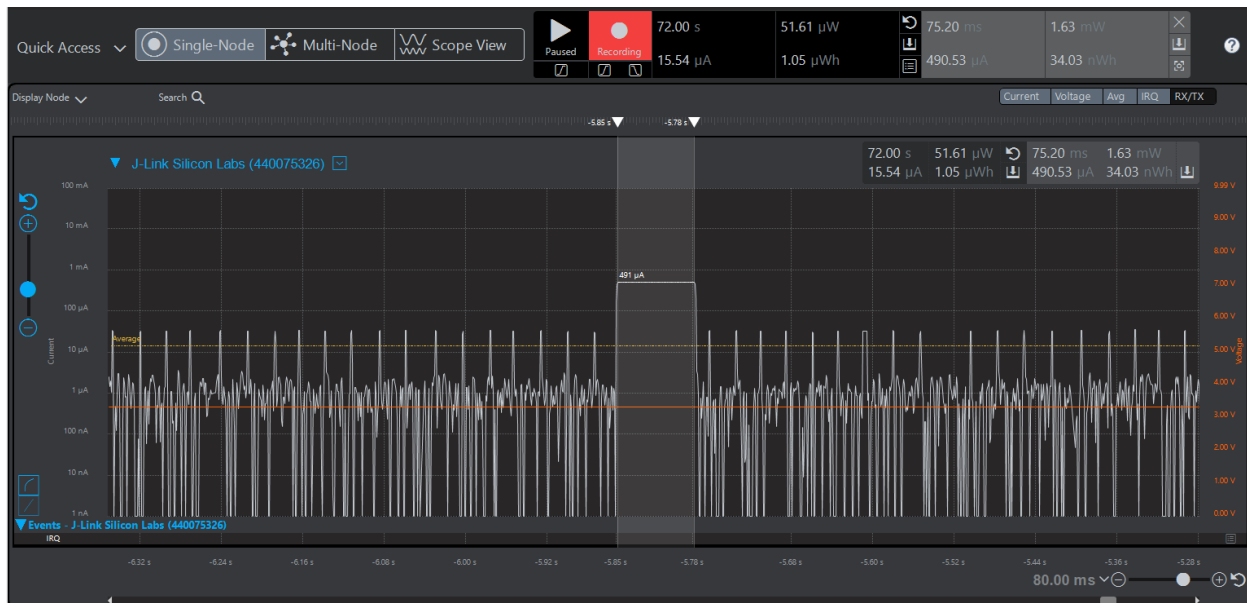 Quick Access
Single-Node
Multi-Node
Scope View
Paused
Recording
72.00 s
51.61 µW
15.54 µA
1.05 µWh
75.20 ms
1.63 mW
490.53 µA
34.03 nWh
?
Display Node
Search
Current
Voltage
Avg
IRQ
RX/TX
-5.85 s
-5.78 s
J-Link Silicon Labs (440075326)
72.00 s
51.61 µW
75.20 ms
1.63 mW
15.54 µA
1.05 µWh
490.53 µA
34.03 nWh
100 mA
10 mA
1 mA
100 µA
10 µA
1 µA
100 nA
10 nA
1 nA
Current
491 µA
Average
9.99 V
9.00 V
8.00 V
7.00 V
6.00 V
5.00 V
4.00 V
3.00 V
2.00 V
1.00 V
0.00 V
Voltage
Events - J-Link Silicon Labs (440075326)
IRQ
-6.32 s
-6.24 s
-6.16 s
-6.08 s
-6.00 s
-5.92 s
-5.85 s
-5.78 s
-5.68 s
-5.60 s
-5.52 s
-5.44 s
-5.36 s
-5.28 s
80.00 ms